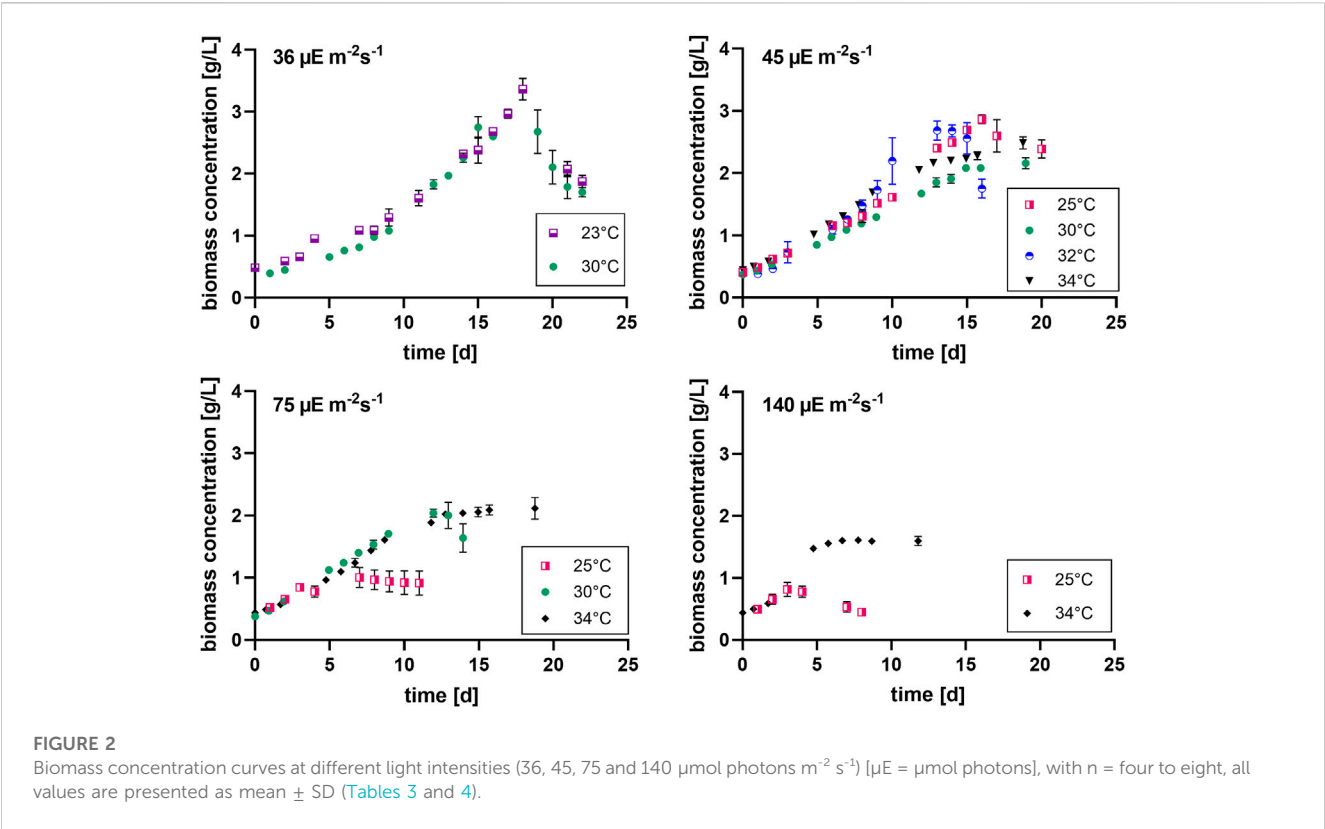 36 µE m-2s-1
biomass concentration [g/L]
4
3
2
1
0
0 5 10 15 20 25
time [d]
23°C
30°C
45 µE m-2s-1
biomass concentration [g/L]
4
3
2
1
0
0 5 10 15 20 25
time [d]
25°C
30°C
32°C
34°C
75 µE m-2s-1
biomass concentration [g/L]
4
3
2
1
0
0 5 10 15 20 25
time [d]
25°C
30°C
34°C
140 µE m-2s-1
biomass concentration [g/L]
4
3
2
1
0
0 5 10 15 20 25
time [d]
25°C
34°C
FIGURE 2
Biomass concentration curves at different light intensities (36, 45, 75 and 140 µmol photons m-2 s-1) [µE = µmol photons], with n = four to eight, all
values are presented as mean ± SD (Tables 3 and 4).